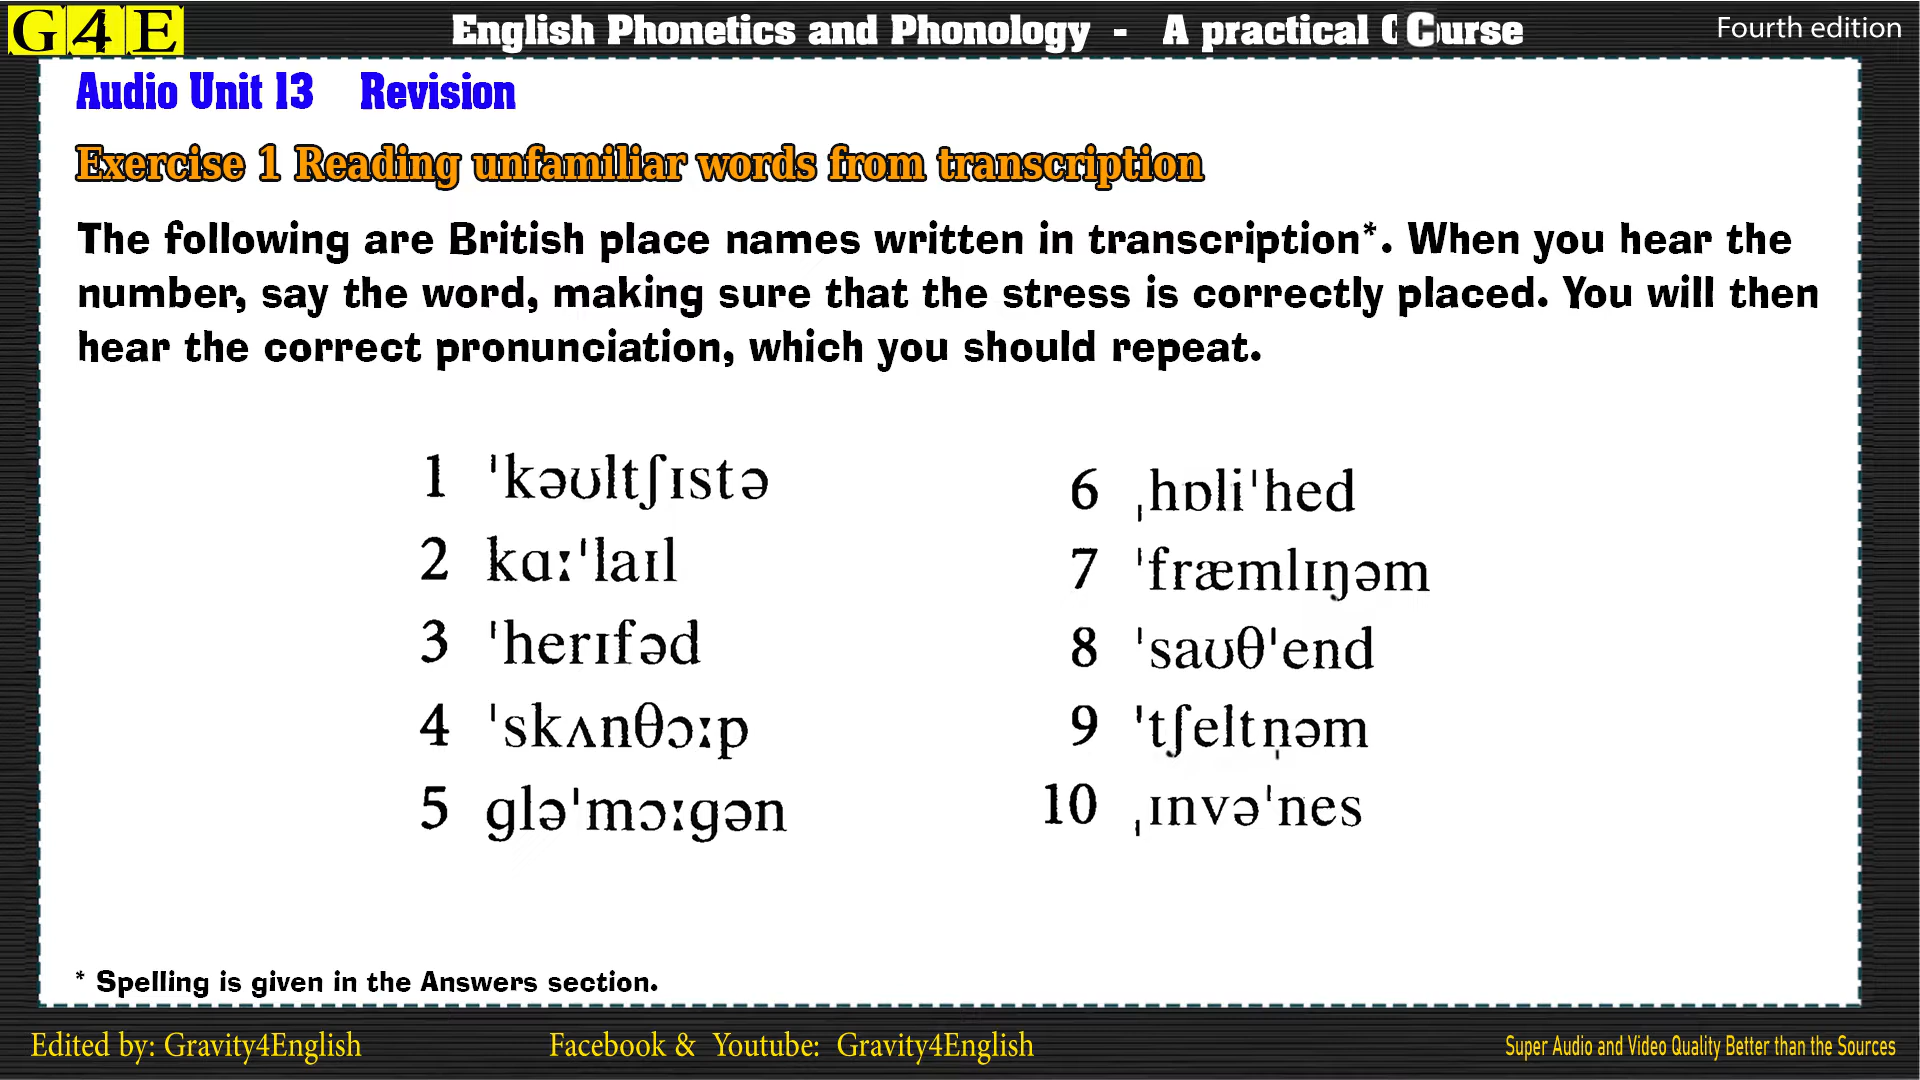 G4E
English Phonetics and Phonology - A practical C Curse
Fourth edition
Audio Unit 13 Revision
Exercise 1 Reading unfamiliar words from transcription
The following are British place names written in transcription*. When you hear the
number, say the word, making sure that the stress is correctly placed. You will then
hear the correct pronunciation, which you should repeat.
1 ˈkəʊltʃɪstə
2 kɑːˈlaɪl
3 ˈherɪfəd
4 ˈskʌnθɔːp
5 gləˈmɔːgən
6 ˌhɒliˈhed
7 ˈfræmlɪŋəm
8 ˈsaʊθˈend
9 ˈtʃeltn̩əm
10 ˌɪnvəˈnes
* Spelling is given in the Answers section.
Edited by: Gravity4English
Facebook & Youtube: Gravity4English
Super Audio and Video Quality Better than the Sources